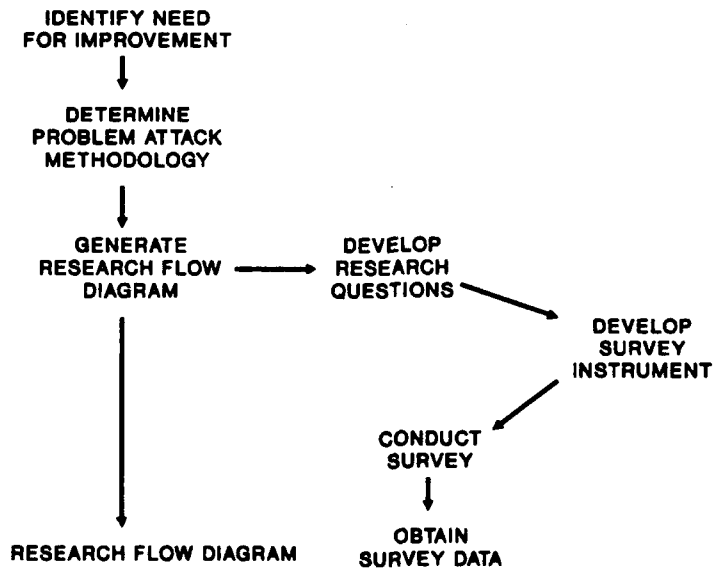 IDENTIFY NEED
FOR IMPROVEMENT
DETERMINE
PROBLEM ATTACK
METHODOLOGY
GENERATE
RESEARCH FLOW
DIAGRAM
DEVELOP
RESEARCH
QUESTIONS
DEVELOP
SURVEY
INSTRUMENT
CONDUCT
SURVEY
OBTAIN
SURVEY DATA
RESEARCH FLOW DIAGRAM